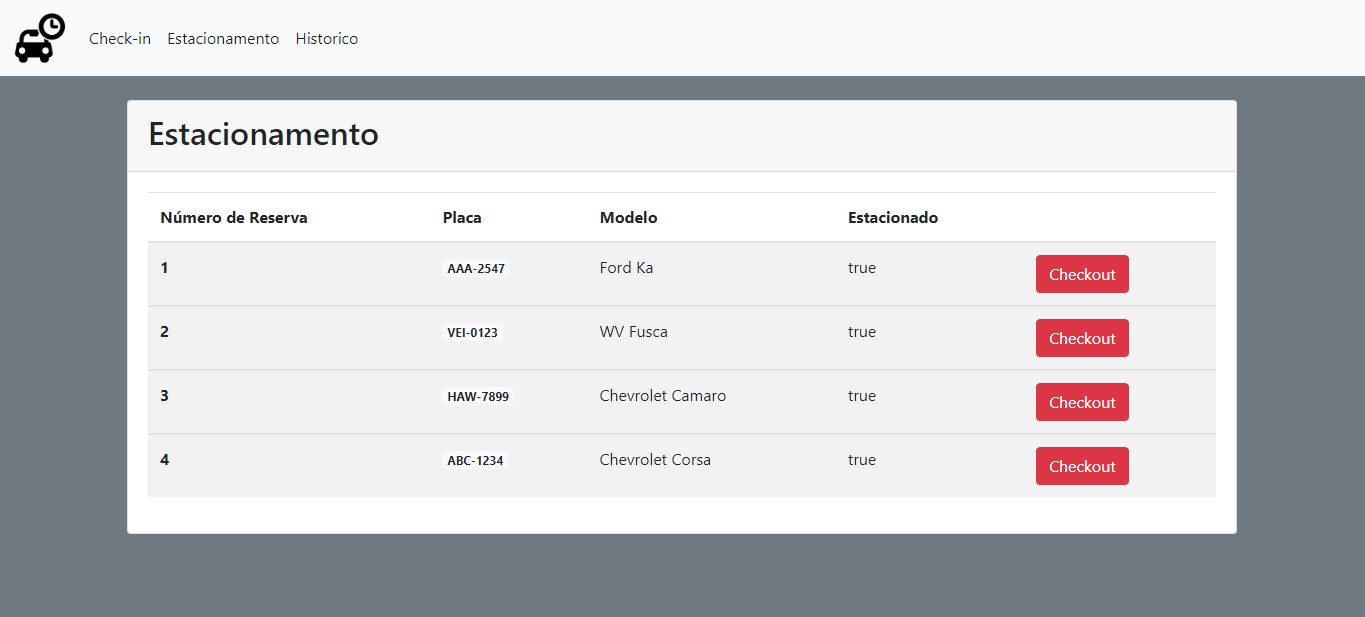 Check-in Estacionamento Historico
Estacionamento
Número de Reserva Placa Modelo Estacionado
1 AAA-2547 Ford Ka true Checkout
2 VEI-0123 WV Fusca true Checkout
3 HAW-7899 Chevrolet Camaro true Checkout
4 ABC-1234 Chevrolet Corsa true Checkout